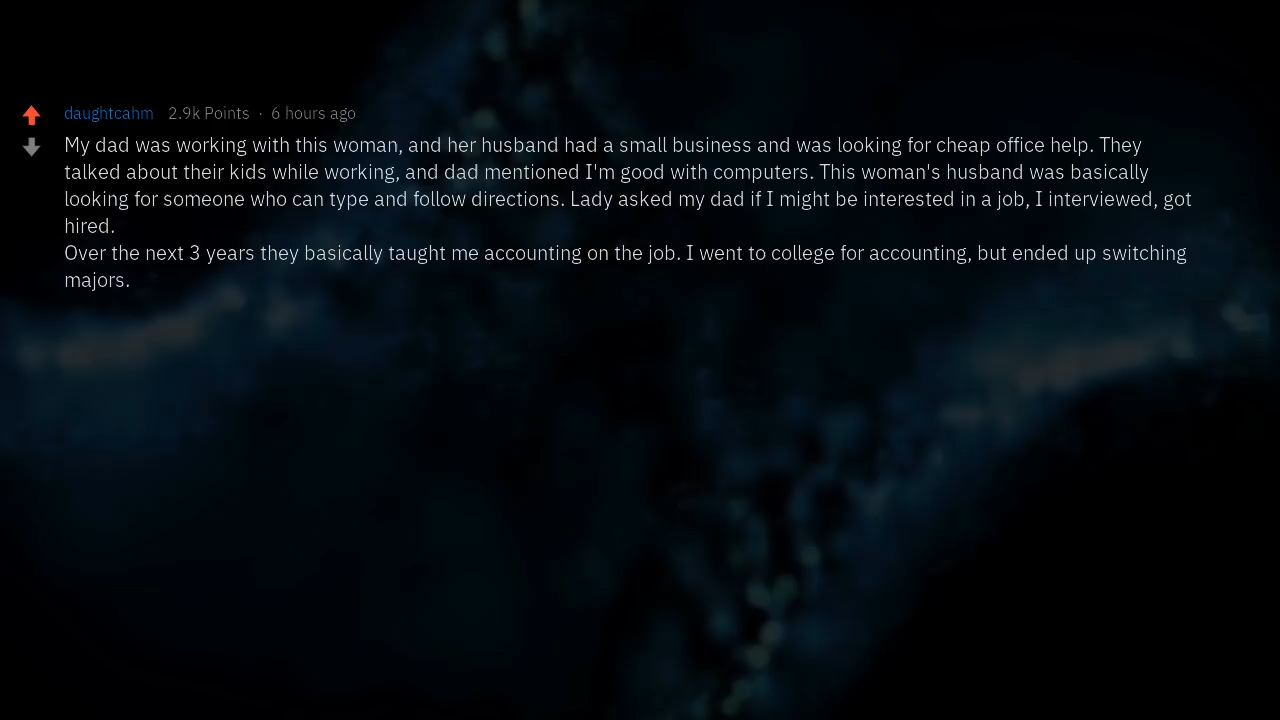 daughtcahm 2.9k Points · 6 hours ago
My dad was working with this woman, and her husband had a small business and was looking for cheap office help. They
talked about their kids while working, and dad mentioned I'm good with computers. This woman's husband was basically
looking for someone who can type and follow directions. Lady asked my dad if I might be interested in a job, I interviewed, got
hired.
Over the next 3 years they basically taught me accounting on the job. I went to college for accounting, but ended up switching
majors.